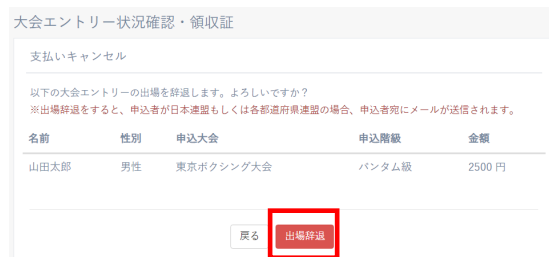 大会エントリー状況確認・領収証
支払いキャンセル
以下の大会エントリーの出場を辞退します。よろしいですか？
※出場辞退をすると、申込者が日本連盟もしくは各都道府県連盟の場合、申込者宛にメールが送信されます。
名前 性別 申込大会 申込階級 金額
山田太郎 男性 東京ボクシング大会 バンタム級 2500 円
戻る 出場辞退